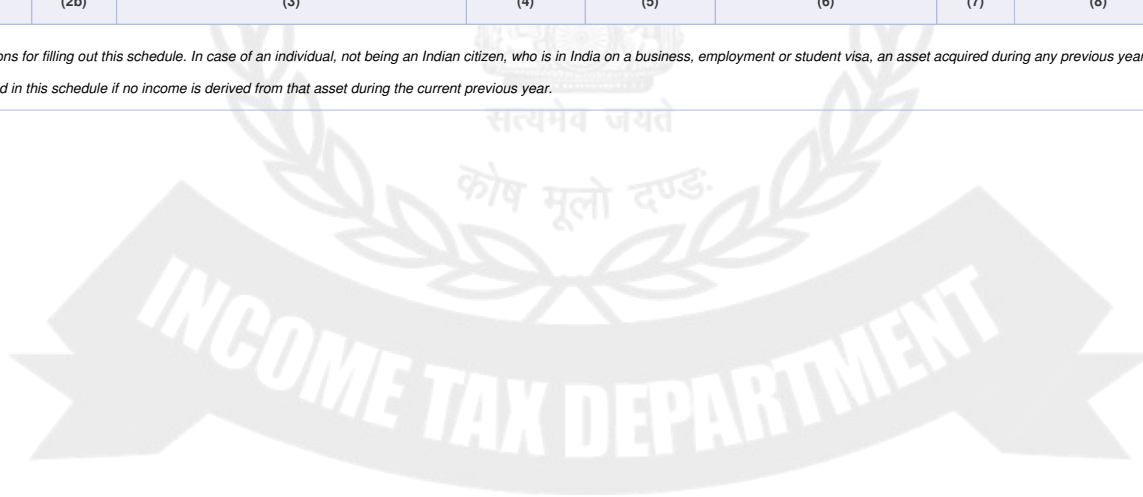 (2b) (3) (4) (5) (6) (7) (8)
ons for filling out this schedule. In case of an individual, not being an Indian citizen, who is in India on a business, employment or student visa, an asset acquired during any previous year
d in this schedule if no income is derived from that asset during the current previous year.
सत्यमेव जयते
कोष मूलो दण्डः
INCOME TAX DEPARTMENT